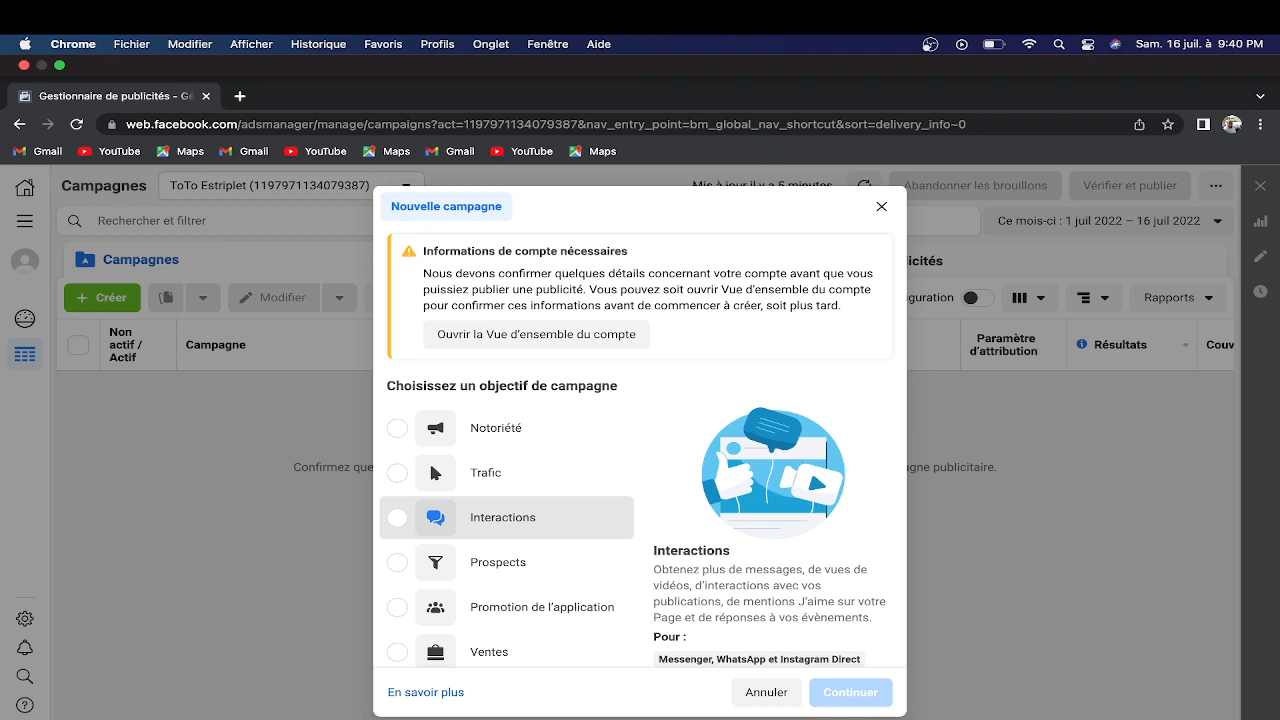 Chrome Fichier Modifier Afficher Historique Favoris Profils Onglet Fenêtre Aide Sam. 16 juil. à 9:40 PM
Gestionnaire de publicités - Gé
web.facebook.com/adsmanager/manage/campaigns?act=1197971134079387&nav_entry_point=bm_global_nav_shortcut&sort=delivery_info~0
Gmail YouTube Maps Gmail YouTube Maps Gmail YouTube Maps
Campagnes ToTo Estriplet (1197971134079387) Mis à jour il y a 5 minutes Abandonner les brouillons Vérifier et publier
Rechercher et filtrer Ce mois-ci : 1 juil 2022 – 16 juil 2022
Campagnes licités
+ Créer Modifier guration Rapports
Non actif / Actif Campagne Paramètre d'attribution Résultats Couv
Confirmez que agne publicitaire.
Nouvelle campagne
Informations de compte nécessaires
Nous devons confirmer quelques détails concernant votre compte avant que vous
puissiez publier une publicité. Vous pouvez soit ouvrir Vue d'ensemble du compte
pour confirmer ces informations avant de commencer à créer, soit plus tard.
Ouvrir la Vue d'ensemble du compte
Choisissez un objectif de campagne
Notoriété
Trafic
Interactions
Prospects
Promotion de l'application
Ventes
Interactions
Obtenez plus de messages, de vues de
vidéos, d'interactions avec vos
publications, de mentions J'aime sur votre
Page et de réponses à vos évènements.
Pour :
Messenger, WhatsApp et Instagram Direct
En savoir plus Annuler Continuer